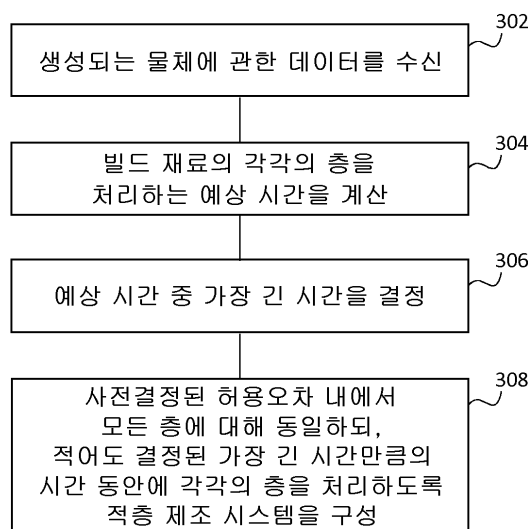 302
생성되는 물체에 관한 데이터를 수신
304
빌드 재료의 각각의 층을
처리하는 예상 시간을 계산
306
예상 시간 중 가장 긴 시간을 결정
308
사전결정된 허용오차 내에서
모든 층에 대해 동일하되,
적어도 결정된 가장 긴 시간만큼의
시간 동안에 각각의 층을 처리하도록
적층 제조 시스템을 구성